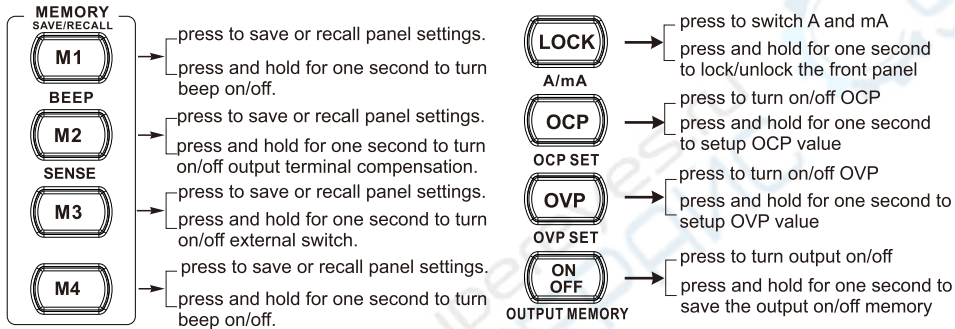 MEMORY
SAVE/RECALL
M1
press to save or recall panel settings.
press and hold for one second to turn
beep on/off.
BEEP
M2
press to save or recall panel settings.
press and hold for one second to turn
on/off output terminal compensation.
SENSE
M3
press to save or recall panel settings.
press and hold for one second to turn
on/off external switch.
M4
press to save or recall panel settings.
press and hold for one second to turn
beep on/off.
LOCK
A/mA
press to switch A and mA
press and hold for one second
to lock/unlock the front panel
OCP
OCP SET
press to turn on/off OCP
press and hold for one second
to setup OCP value
OVP
OVP SET
press to turn on/off OVP
press and hold for one second to
setup OVP value
ON
OFF
OUTPUT MEMORY
press to turn output on/off
press and hold for one second to
save the output on/off memory